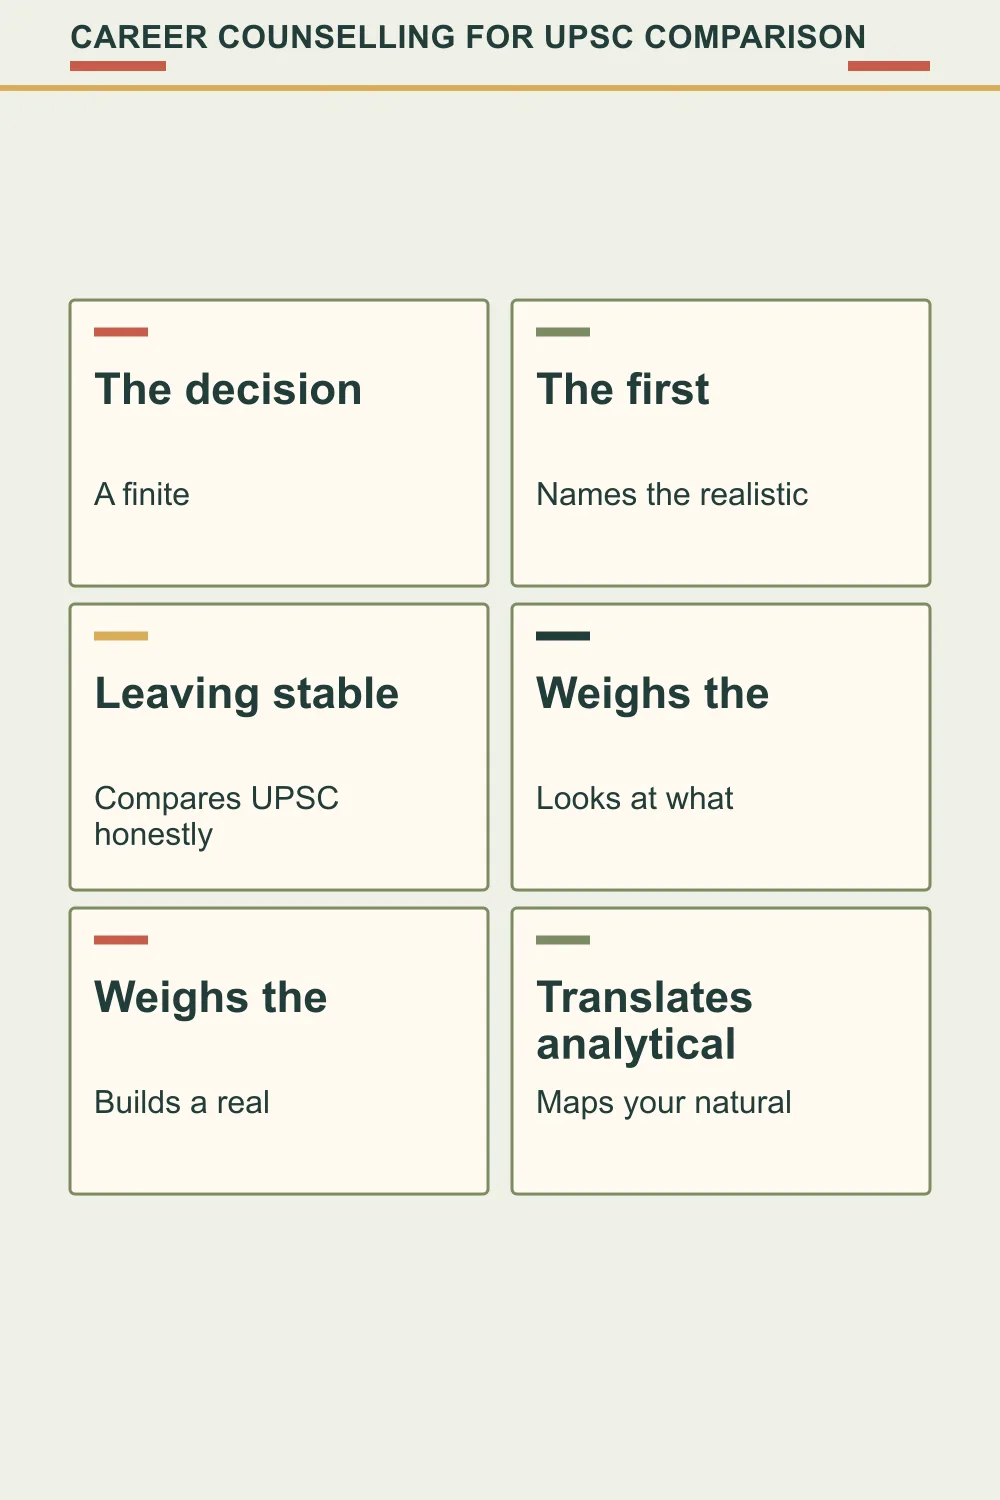 CAREER COUNSELLING FOR UPSC COMPARISON
The decision
A finite
The first
Names the realistic
Leaving stable
Compares UPSC
honestly
Weighs the
Looks at what
Weighs the
Builds a real
Translates
analytical
Maps your natural